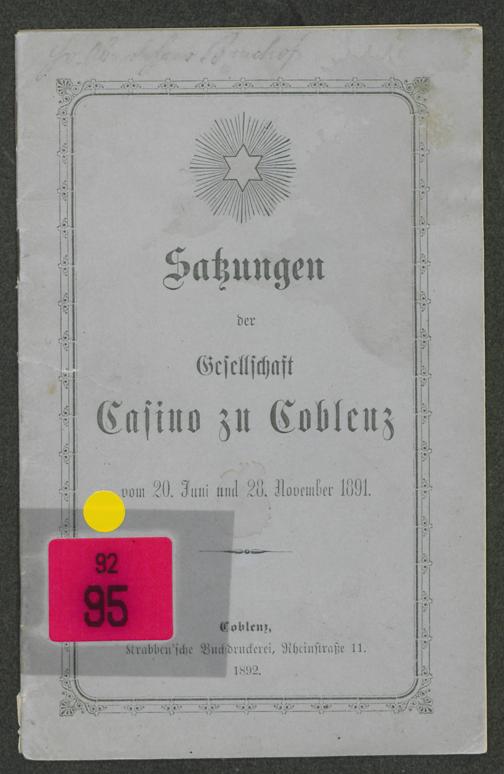 Satzungen
der
Gesellschaft
Casino zu Coblenz
vom 20. Juni und 28. November 1891.
92
95
Coblenz,
Krabben'sche Buchdruckerei, Rheinstraße 11.
1892.